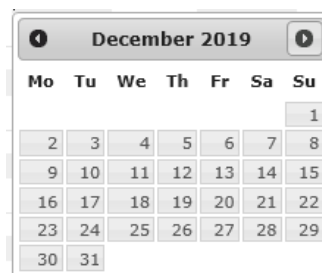 December 2019
Mo Tu We Th Fr Sa Su
1
2 3 4 5 6 7 8
9 10 11 12 13 14 15
16 17 18 19 20 21 22
23 24 25 26 27 28 29
30 31